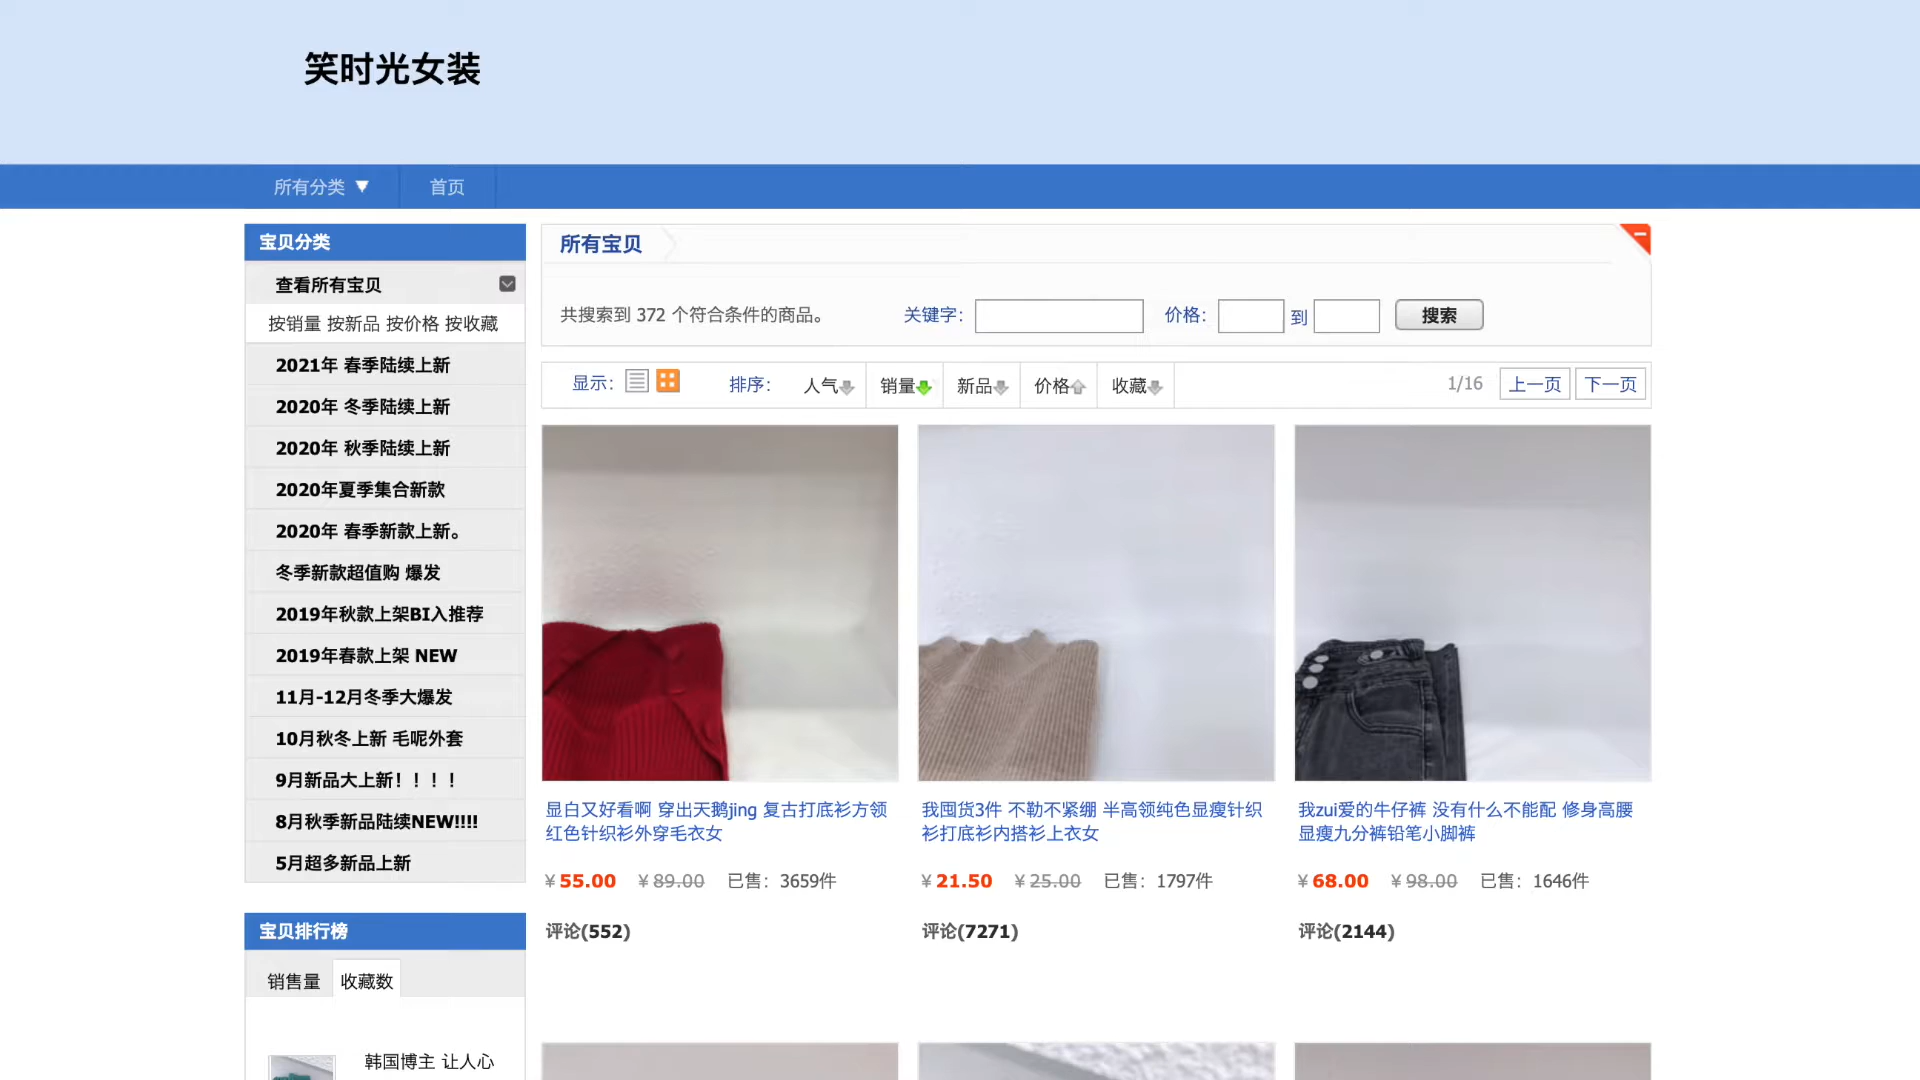 笑时光女装
所有分类 ▼ 首页
宝贝分类
查看所有宝贝
按销量 按新品 按价格 按收藏
2021年 春季陆续上新
2020年 冬季陆续上新
2020年 秋季陆续上新
2020年夏季集合新款
2020年 春季新款上新。
冬季新款超值购 爆发
2019年秋款上架BI入推荐
2019年春款上架 NEW
11月-12月冬季大爆发
10月秋冬上新 毛呢外套
9月新品大上新！！！！
8月秋季新品陆续NEW!!!!
5月超多新品上新
宝贝排行榜
销售量 收藏数
韩国博主 让人心
所有宝贝
共搜索到 372 个符合条件的商品。 关键字： 价格： 到 搜索
显示： 排序： 人气 销量 新品 价格 收藏 1/16 上一页 下一页
显白又好看啊 穿出天鹅jing 复古打底衫方领
红色针织衫外穿毛衣女
¥ 55.00 ¥ 89.00 已售：3659件
评论(552)
我囤货3件 不勒不紧绷 半高领纯色显瘦针织
衫打底衫内搭衫上衣女
¥ 21.50 ¥ 25.00 已售：1797件
评论(7271)
我zui爱的牛仔裤 没有什么不能配 修身高腰
显瘦九分裤铅笔小脚裤
¥ 68.00 ¥ 98.00 已售：1646件
评论(2144)